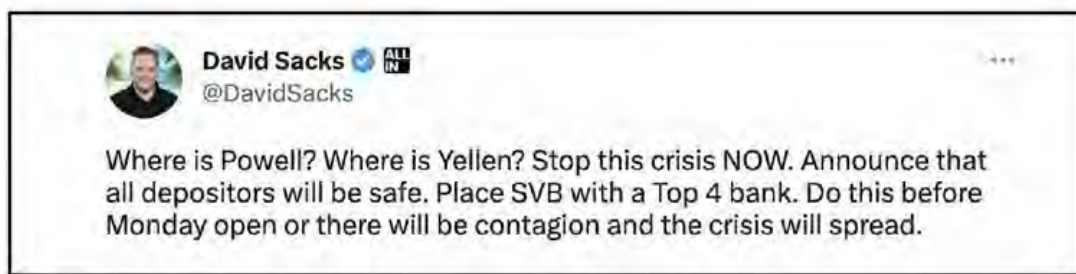 David Sacks ALL IN
@DavidSacks
Where is Powell? Where is Yellen? Stop this crisis NOW. Announce that
all depositors will be safe. Place SVB with a Top 4 bank. Do this before
Monday open or there will be contagion and the crisis will spread.